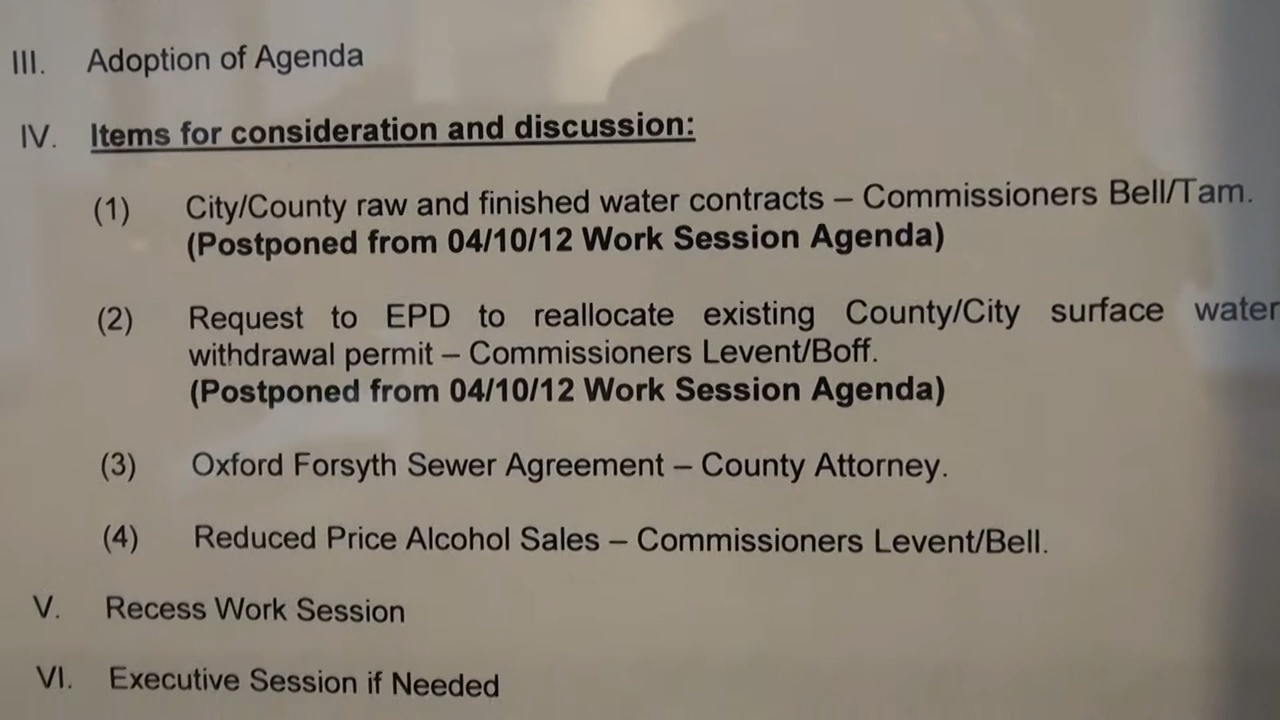 III. Adoption of Agenda
IV. Items for consideration and discussion:
(1) City/County raw and finished water contracts – Commissioners Bell/Tam.
(Postponed from 04/10/12 Work Session Agenda)
(2) Request to EPD to reallocate existing County/City surface water
withdrawal permit – Commissioners Levent/Boff.
(Postponed from 04/10/12 Work Session Agenda)
(3) Oxford Forsyth Sewer Agreement – County Attorney.
(4) Reduced Price Alcohol Sales – Commissioners Levent/Bell.
V. Recess Work Session
VI. Executive Session if Needed